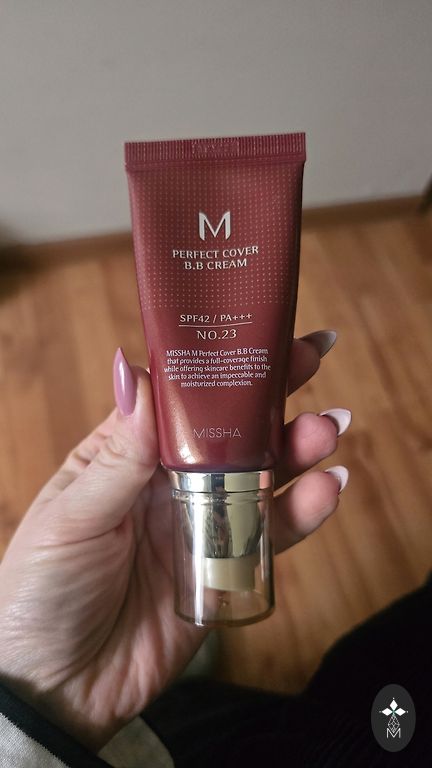 M
PERFECT COVER
B.B CREAM
SPF42 / PA+++
NO.23
MISSHA M Perfect Cover B.B Cream
that provides a full-coverage finish
while offering skincare benefits to the
skin to achieve an impeccable and
moisturized complexion.
MISSHA
M